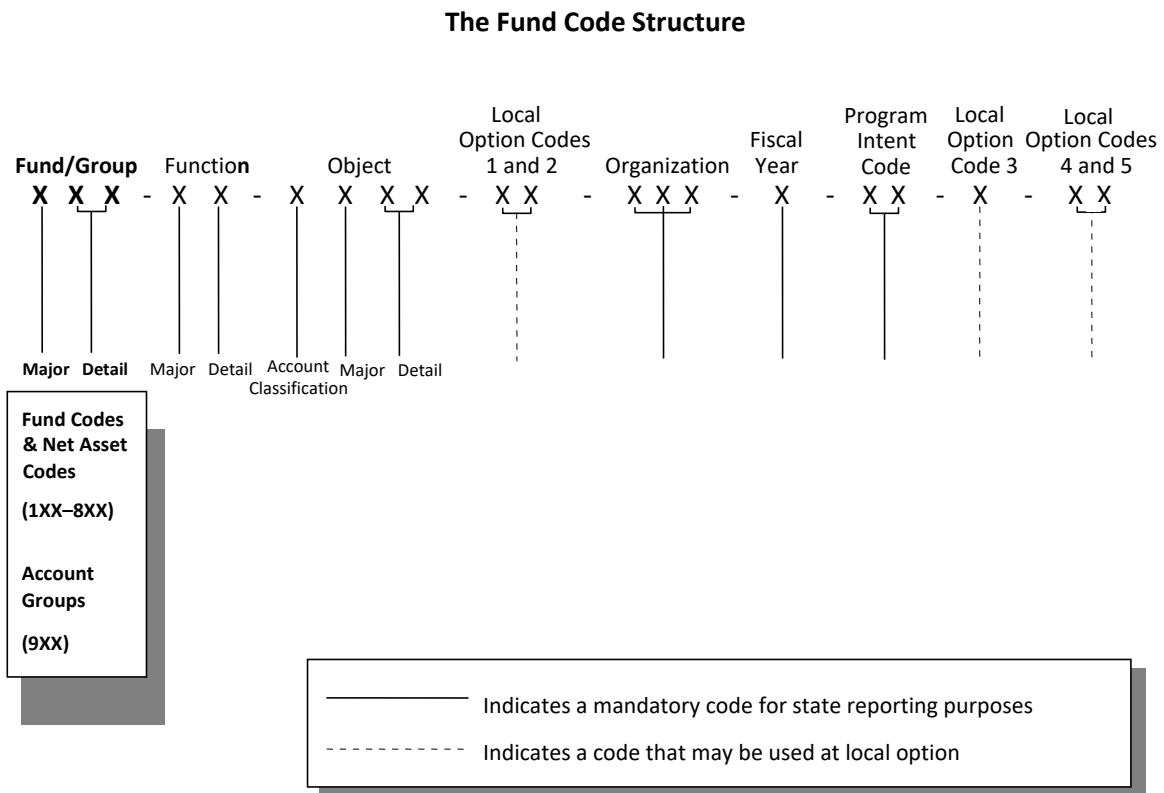 The Fund Code Structure
Local Program Local Local
Option Codes Fiscal Intent Option Option Codes
Fund/Group Function Object 1 and 2 Organization Year Code Code 3 4 and 5
X X X - X X - X X X X - X X - X X X - X - X X - X - X X
Major Detail Major Detail Account Major Detail
Classification
Fund Codes
& Net Asset
Codes
(1XX–8XX)
Account
Groups
(9XX)
Indicates a mandatory code for state reporting purposes
Indicates a code that may be used at local option